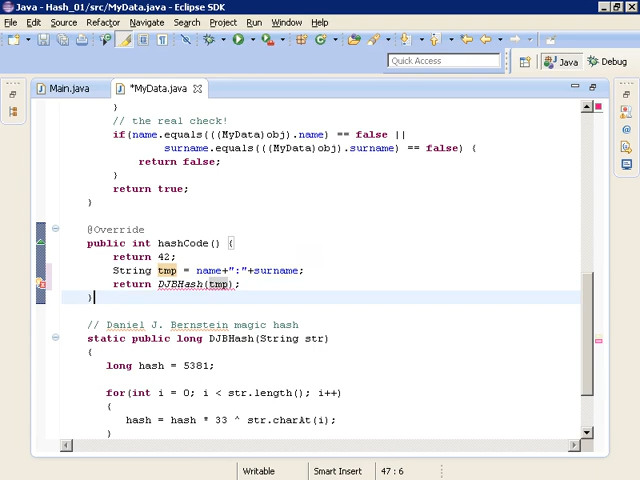 Java - Hash_01/src/MyData.java - Eclipse SDK
File Edit Source Refactor Navigate Search Project Run Window Help
Quick Access
Java
Debug
Main.java
*MyData.java
}
// the real check!
if(name.equals(((MyData)obj).name) == false ||
surname.equals(((MyData)obj).surname) == false) {
return false;
}
return true;
}
@Override
public int hashCode() {
return 42;
String tmp = name+":"+surname;
return DJBHash(tmp);
}
// Daniel J. Bernstein magic hash
static public long DJBHash(String str)
{
long hash = 5381;
for(int i = 0; i < str.length(); i++)
{
hash = hash * 33 ^ str.charAt(i);
}
Writable
Smart Insert
47 : 6